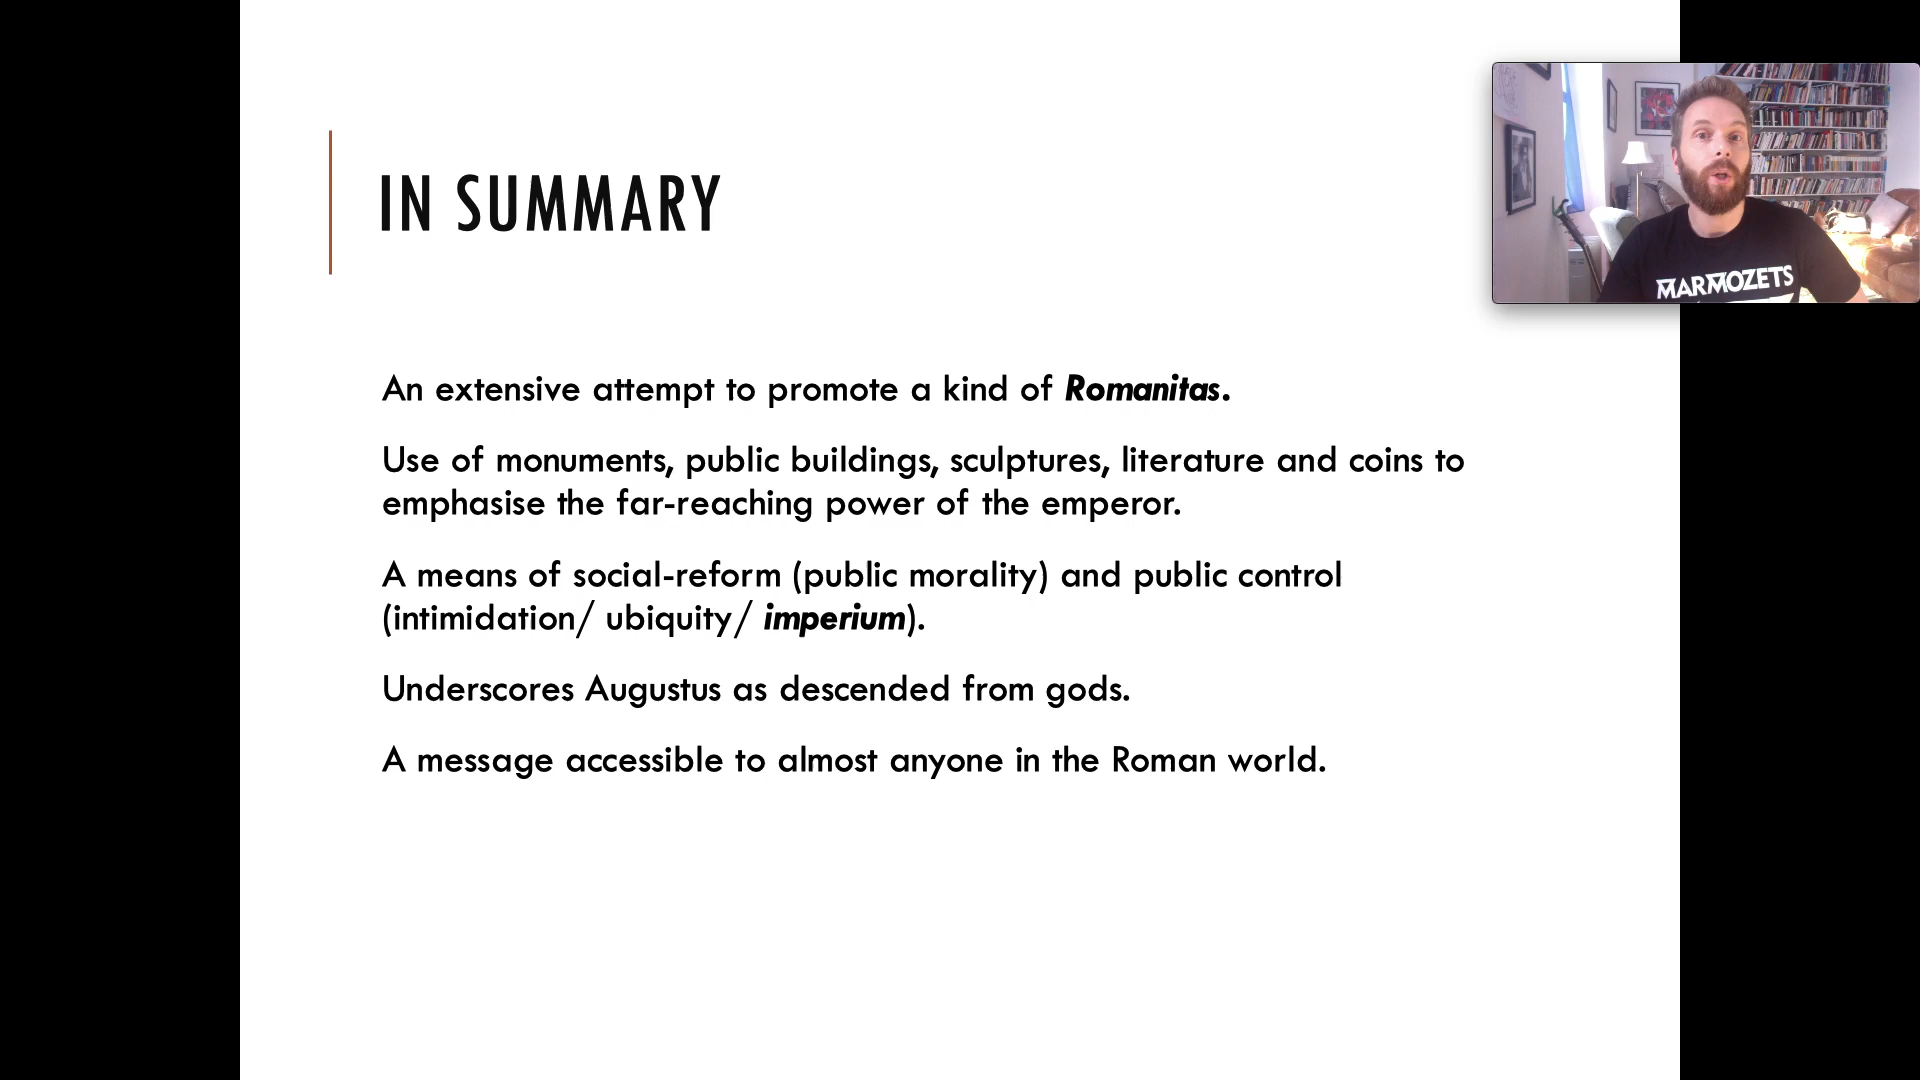 IN SUMMARY
An extensive attempt to promote a kind of Romanitas.
Use of monuments, public buildings, sculptures, literature and coins to
emphasise the far-reaching power of the emperor.
A means of social-reform (public morality) and public control
(intimidation/ ubiquity/ imperium).
Underscores Augustus as descended from gods.
A message accessible to almost anyone in the Roman world.
MARMOZETS